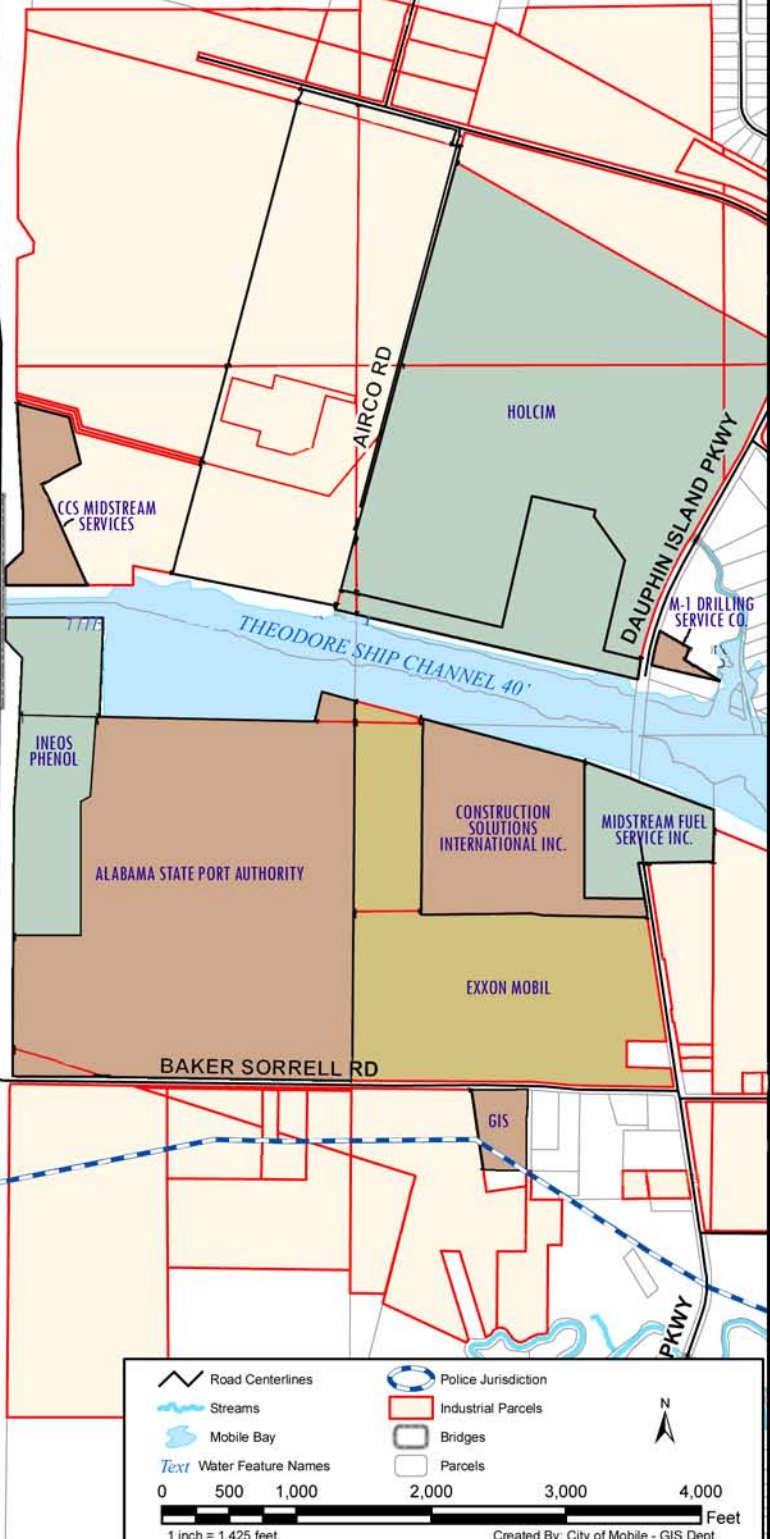 AIRCO RD
HOLCIM
DAUPHIN ISLAND PKWY
CCS MIDSTREAM
SERVICES
M-1 DRILLING
SERVICE CO.
THEODORE SHIP CHANNEL 40'
INEOS
PHENOL
CONSTRUCTION
SOLUTIONS
INTERNATIONAL INC.
MIDSTREAM FUEL
SERVICE INC.
ALABAMA STATE PORT AUTHORITY
EXXON MOBIL
BAKER SORRELL RD
GIS
PKWY
Road Centerlines
Streams
Mobile Bay
Text Water Feature Names
Police Jurisdiction
Industrial Parcels
Bridges
Parcels
N
0 500 1,000 2,000 3,000 4,000
Feet
1 inch = 1,425 feet
Created By: City of Mobile - GIS Dept